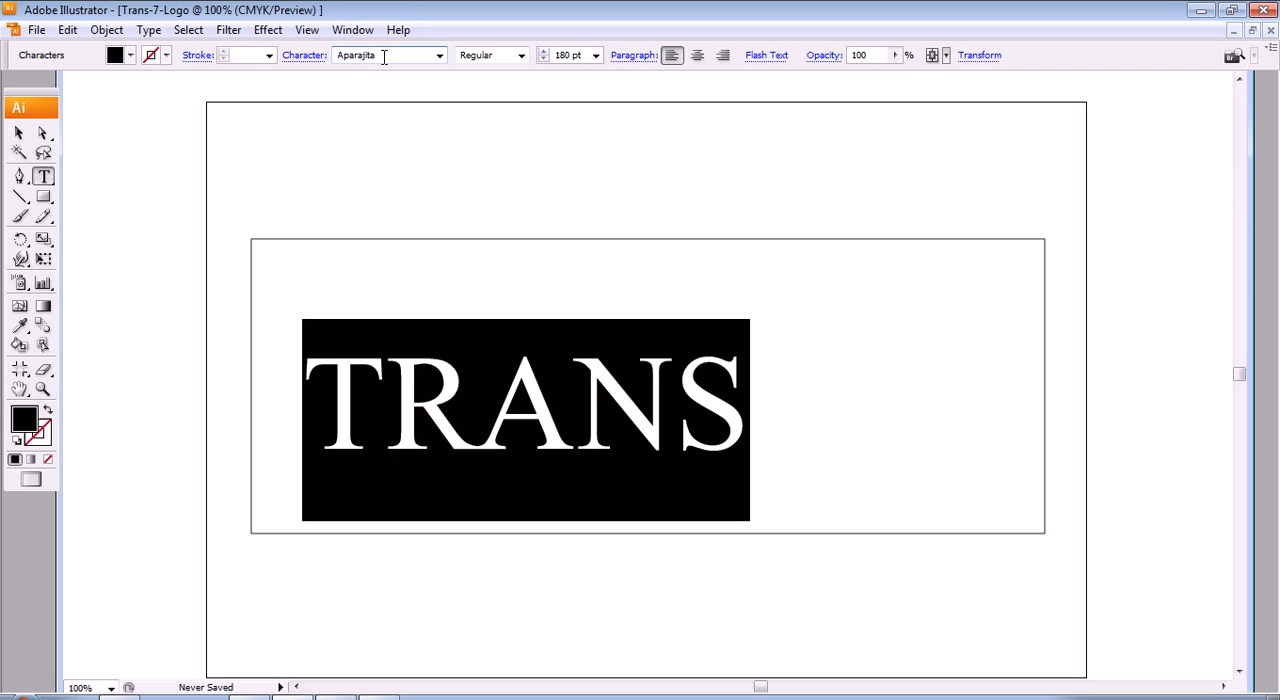 Adobe Illustrator - [Trans-7-Logo @ 100% (CMYK/Preview) ]
File Edit Object Type Select Filter Effect View Window Help
Characters Stroke: Character: Aparajita Regular 180 pt Paragraph: Flash Text Opacity: 100 % Transform
Ai
T
TRANS
100% Never Saved